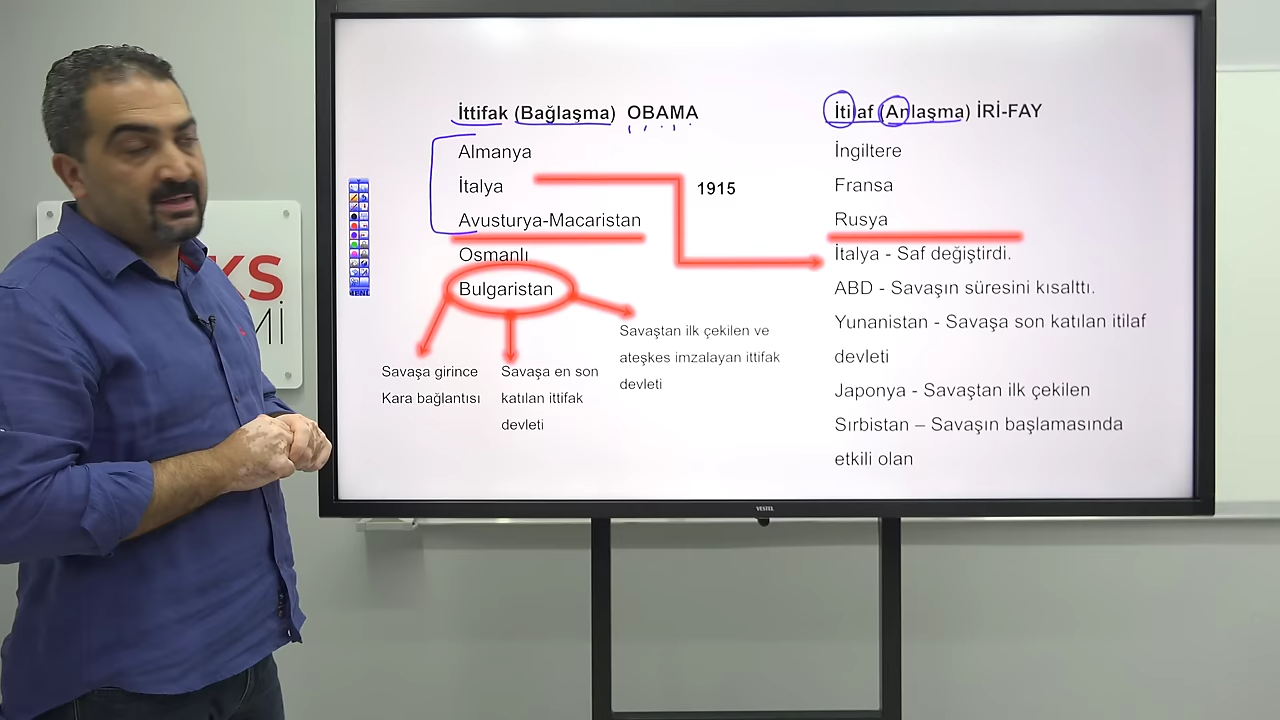 İttifak (Bağlaşma) OBAMA
Almanya
İtalya
1915
Avusturya-Macaristan
Osmanlı
Bulgaristan
Savaşa girince
Kara bağlantısı
Savaşa en son
katılan ittifak
devleti
Savaştan ilk çekilen ve
ateşkes imzalayan ittifak
devleti
İtilaf (Anlaşma) İRİ-FAY
İngiltere
Fransa
Rusya
İtalya - Saf değiştirdi.
ABD - Savaşın süresini kısalttı.
Yunanistan - Savaşa son katılan itilaf
devleti
Japonya - Savaştan ilk çekilen
Sırbistan – Savaşın başlamasında
etkili olan
MENU
VESTEL
KS
Mİ